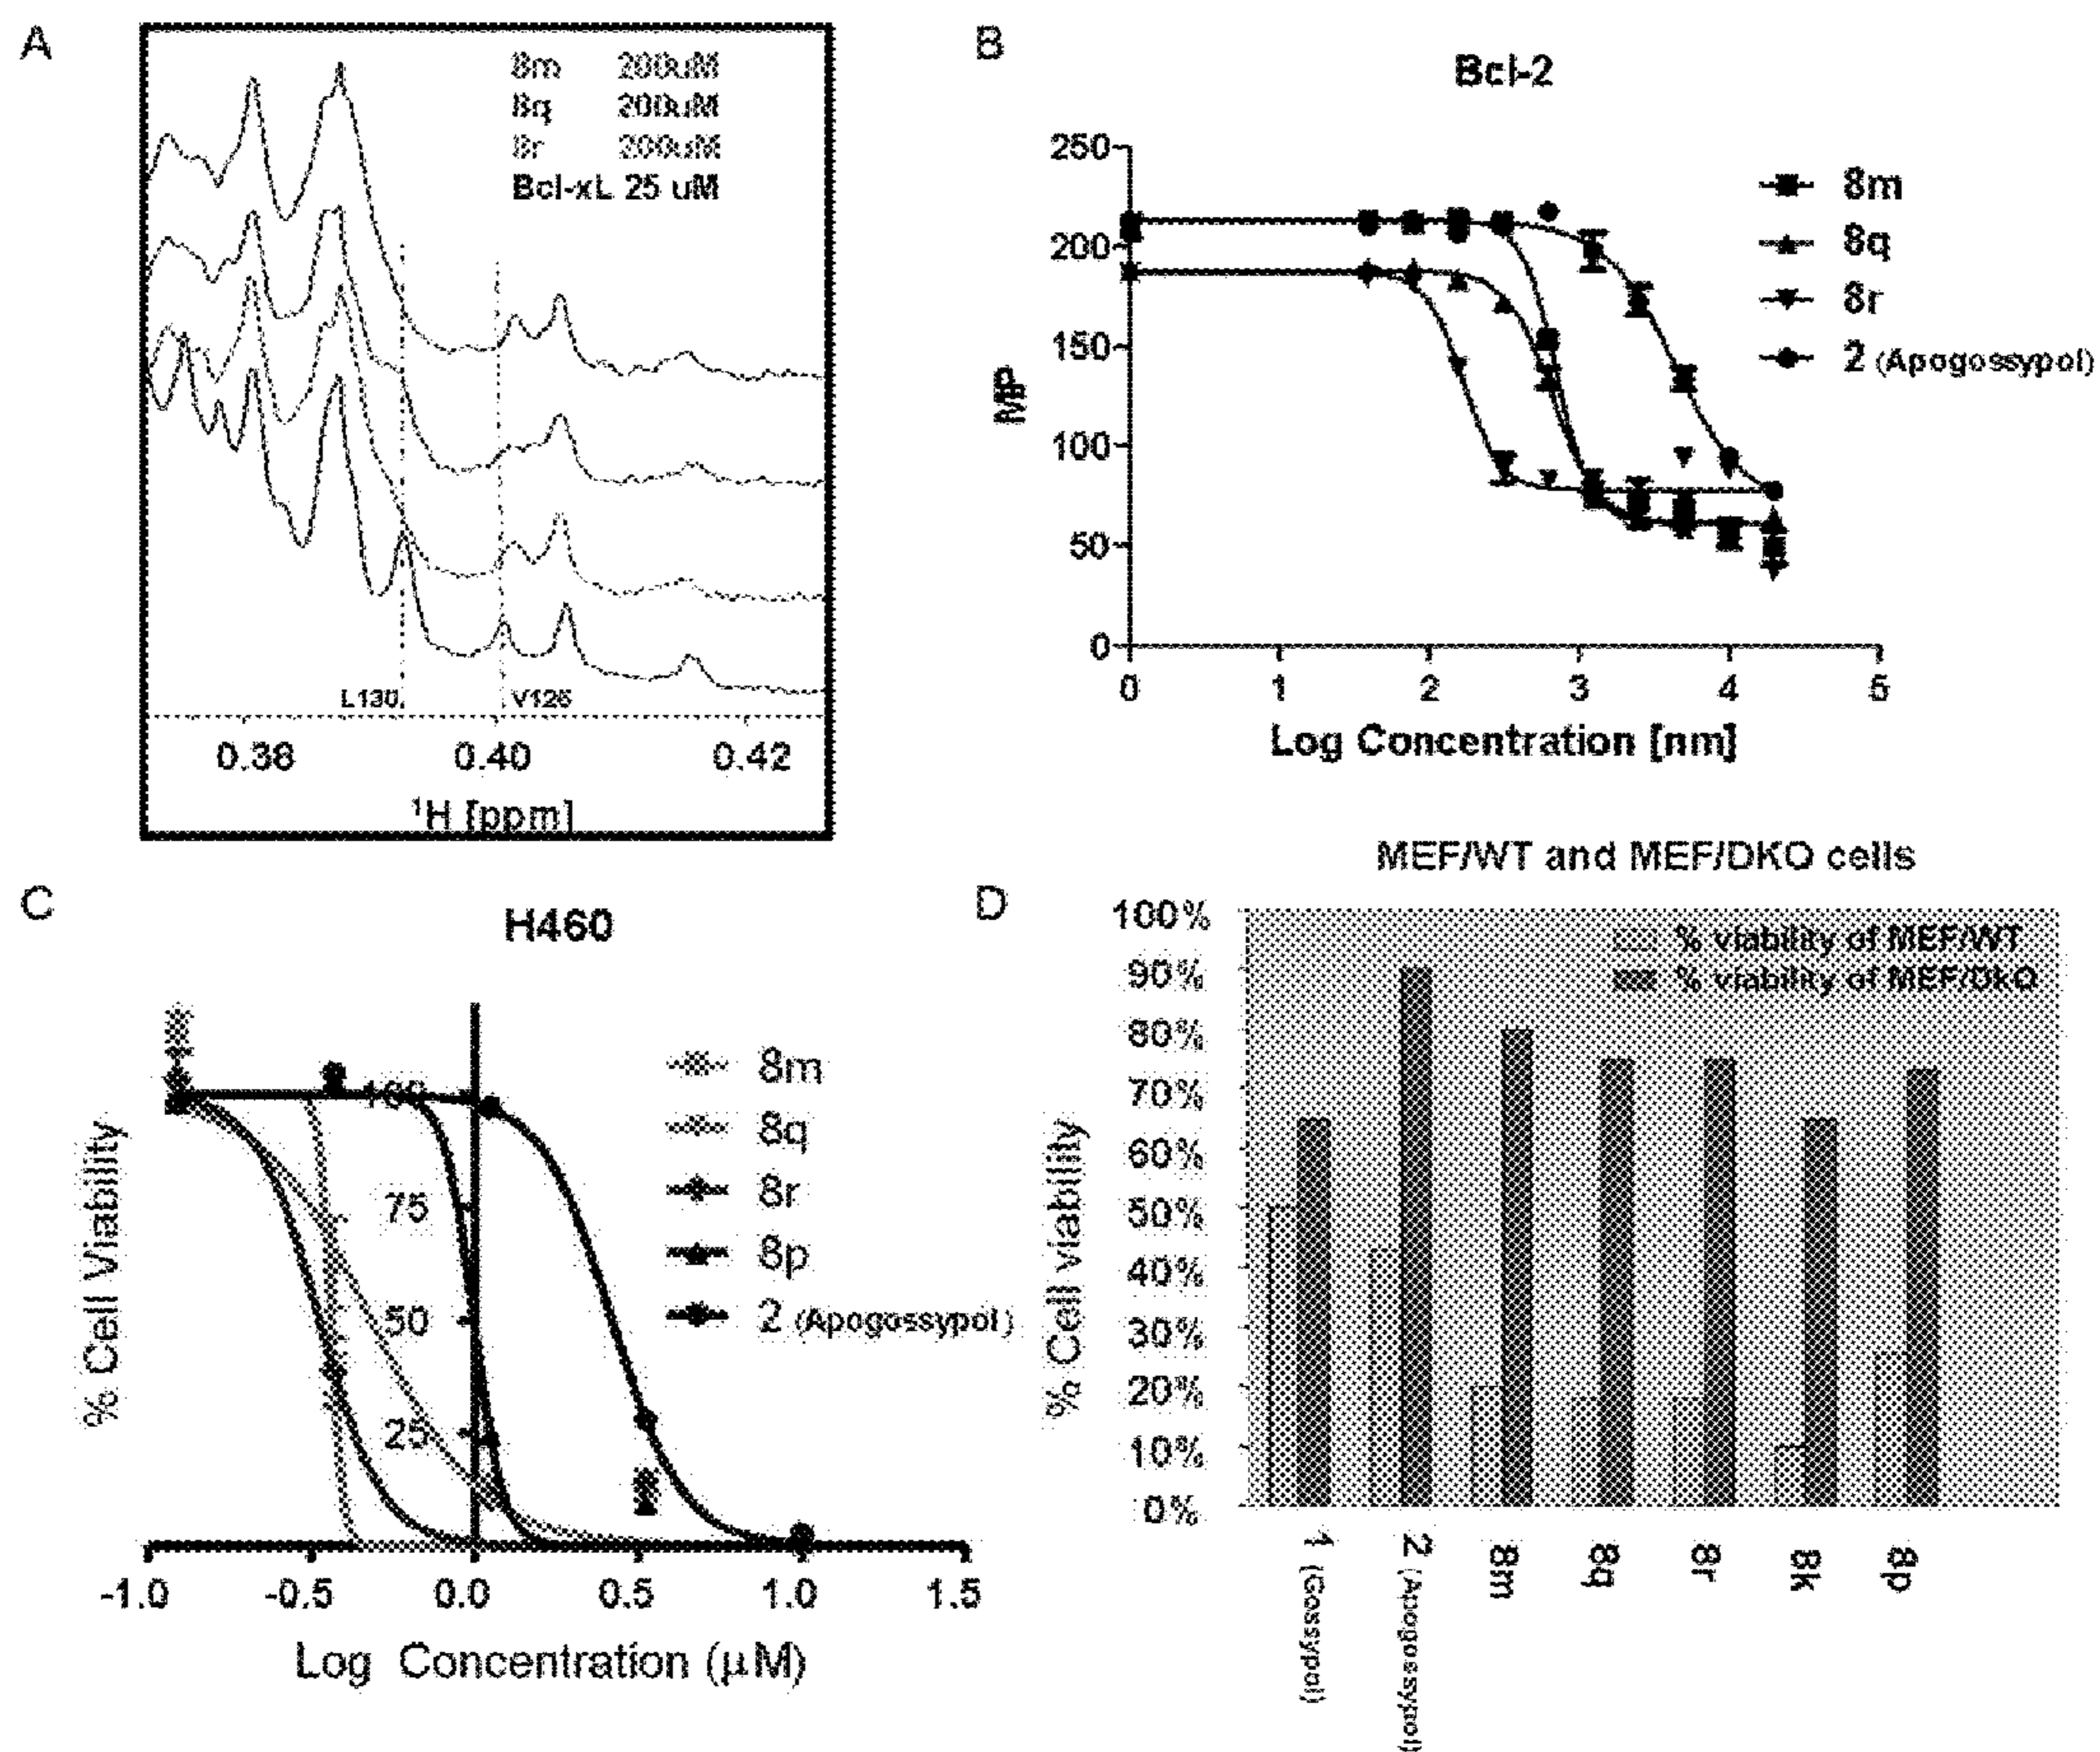 A
8m 200uM
8q 200uM
8r 200uM
Bcl-xL 25 uM
L130
V126
0.38 0.40 0.42
¹H [ppm]
B
Bcl-2
250
200
150
100
50
0
MP
0 1 2 3 4 5
Log Concentration [nm]
8m
8q
8r
2 (Apogossypol)
C
H460
100
75
50
25
% Cell Viability
-1.0 -0.5 0.0 0.5 1.0 1.5
Log Concentration (µM)
8m
8q
8r
8p
2 (Apogossypol)
D
MEF/WT and MEF/DKO cells
% viability of MEF/WT
% viability of MEF/DkO
100%
90%
80%
70%
60%
50%
40%
30%
20%
10%
0%
% Cell viability
1 (Gossypol)
2 (Apogossypol)
8m
8q
8r
8k
8p